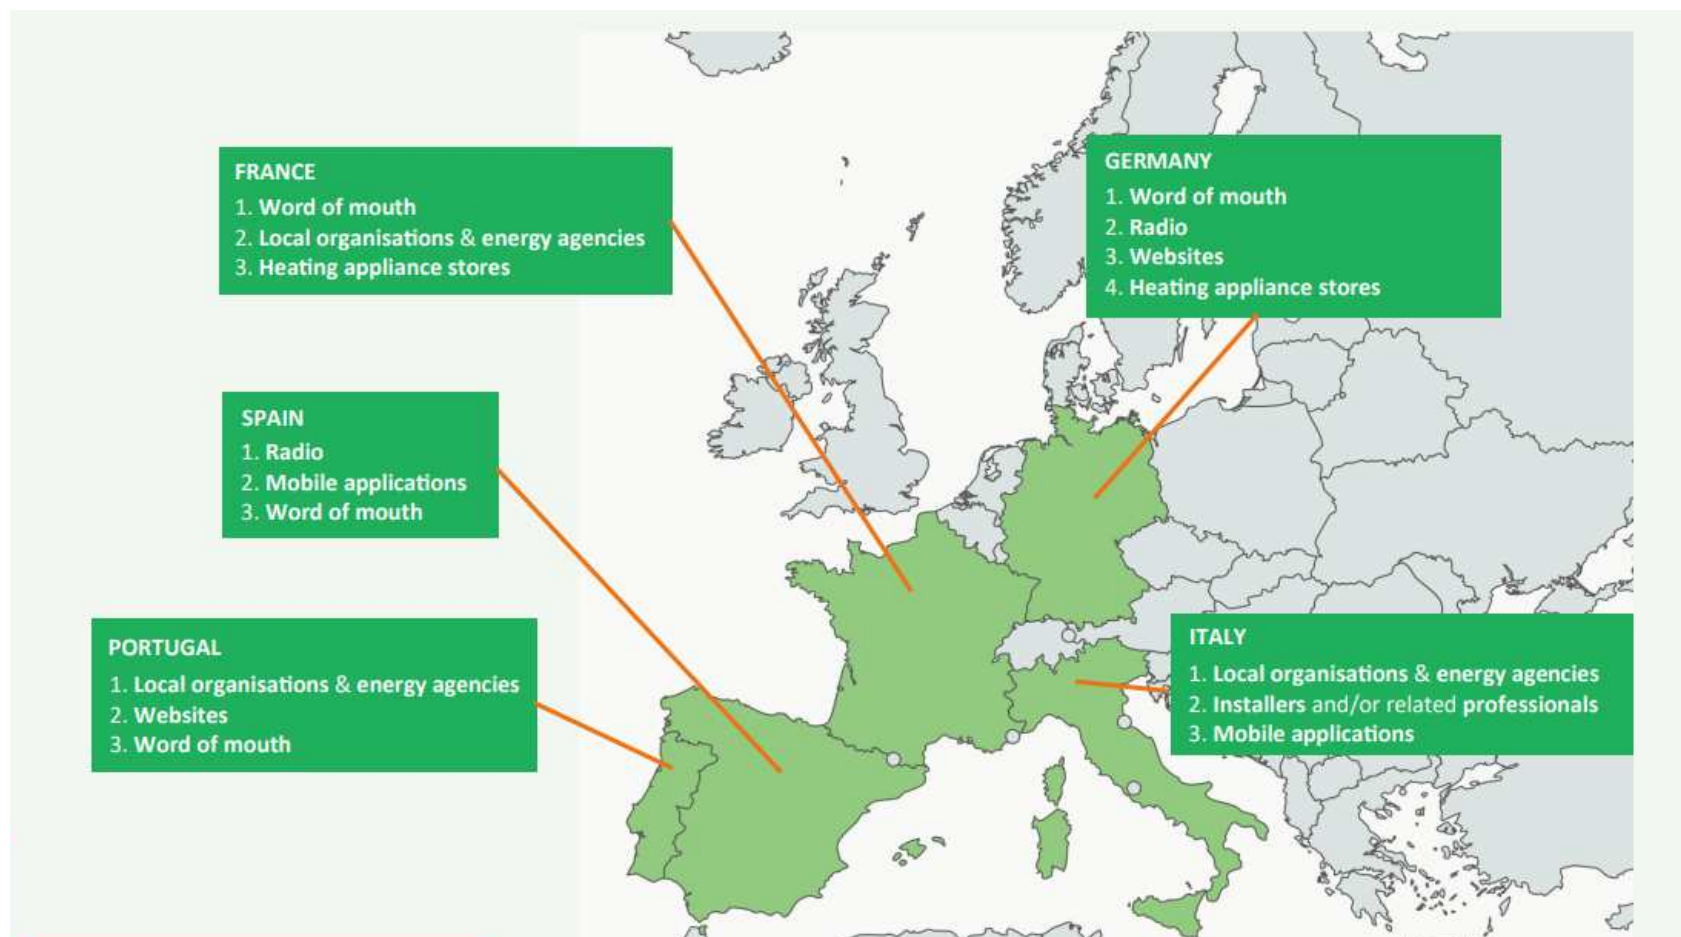 FRANCE
1. Word of mouth
2. Local organisations & energy agencies
3. Heating appliance stores
GERMANY
1. Word of mouth
2. Radio
3. Websites
4. Heating appliance stores
SPAIN
1. Radio
2. Mobile applications
3. Word of mouth
PORTUGAL
1. Local organisations & energy agencies
2. Websites
3. Word of mouth
ITALY
1. Local organisations & energy agencies
2. Installers and/or related professionals
3. Mobile applications